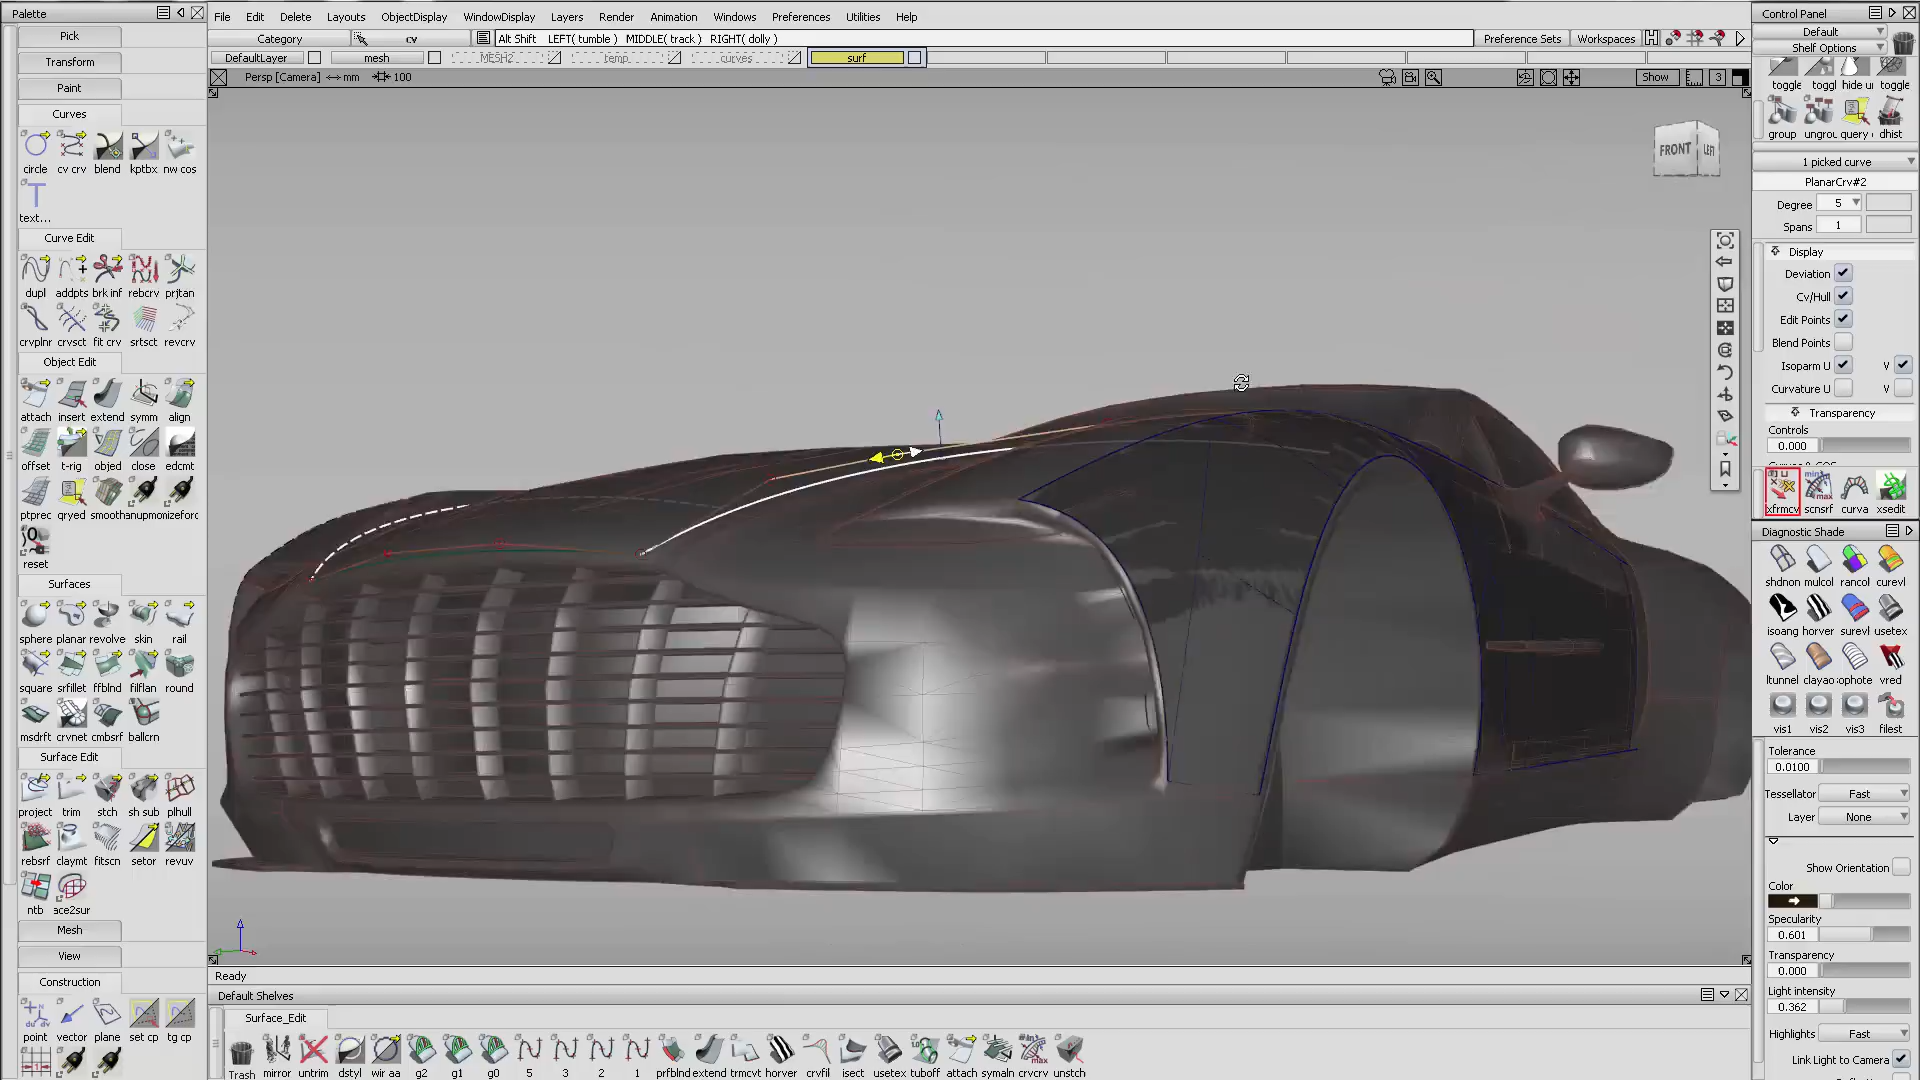 Palette
File Edit Delete Layouts ObjectDisplay WindowDisplay Layers Render Animation Windows Preferences Utilities Help
Control Panel
Pick
Category
cv
Alt Shift LEFT( tumble ) MIDDLE( track ) RIGHT( dolly )
Preference Sets Workspaces
Default
Shelf Options
Transform
DefaultLayer mesh MESH2 temp curves surf
Persp [Camera] mm 100
Show 3
toggle toggl hide ur toggle
Paint
Curves
group ungrou query dhist
circle cv crv blend kptbx nw cos
FRONT LEFT
1 picked curve
PlanarCrv#2
Degree 5
Spans 1
text...
Curve Edit
Display
Deviation
Cv/Hull
dupl addpts brk inf rebcrv prjtan
Edit Points
crvplnr crvsct fit crv srtsct revcrv
Blend Points
Object Edit
Isoparm U V
Curvature U V
attach insert extend symm align
Transparency
Controls
0.000
offset t-rig objed close edcmt
ptprec qryed smooth
xfrmcv scnsrf curva xsedit
reset
Diagnostic Shade
Surfaces
shdnon mulcol rancol curevl
sphere planar revolve skin rail
isoang horver surevl usetex
square srfillet ffblnd filflan round
ltunnel clayao sophote vred
msdrft crvnet cmbsrf ballcrn
vis1 vis2 vis3 filest
Surface Edit
Tolerance
0.0100
project trim stch sh sub plhull
Tessellator Fast
Layer None
rebsrf claymt fitscn setor revuv
Show Orientation
Color
ntb ace2sur
Specularity
0.601
Mesh
View
Transparency
0.000
Construction
Ready
Light intensity
0.362
Default Shelves
Surface_Edit
point vector plane set cp tg cp
Highlights Fast
Link Light to Camera
Trash mirror untrim dstyl wir aa g2 g1 g0 5 3 2 1 prfblnd extend trmcvt horver crvfil isect usetex tuboff attach symaln crvcrv unstch